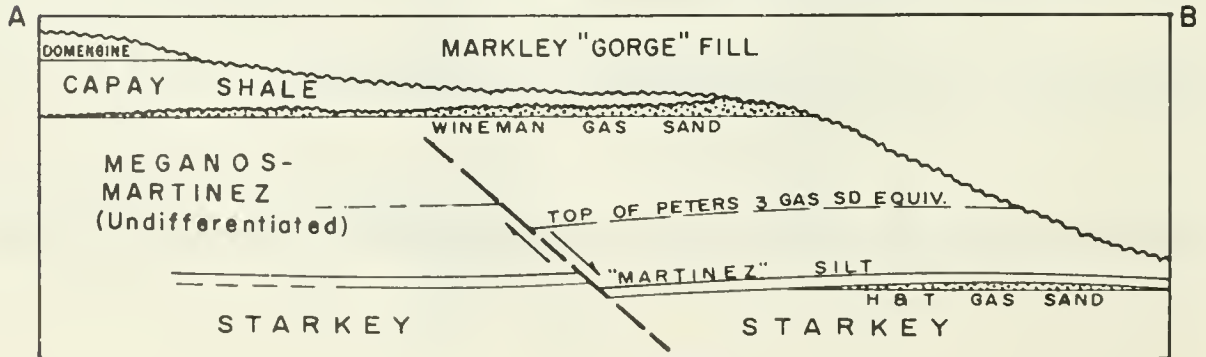 A
B
MARKLEY "GORGE" FILL
DOMENGINE
CAPAY SHALE
WINEMAN GAS SAND
MEGANOS-
MARTINEZ
(Undifferentiated)
TOP OF PETERS 3 GAS SD EQUIV.
"MARTINEZ" SILT
H & T GAS SAND
STARKEY
STARKEY